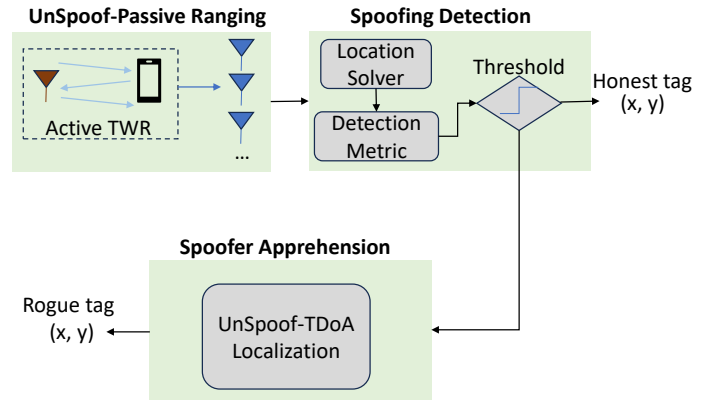 UnSpoof-Passive Ranging
Active TWR
...
Spoofing Detection
Location
Solver
Detection
Metric
Threshold
Honest tag
(x, y)
Spoofer Apprehension
UnSpoof-TDoA
Localization
Rogue tag
(x, y)